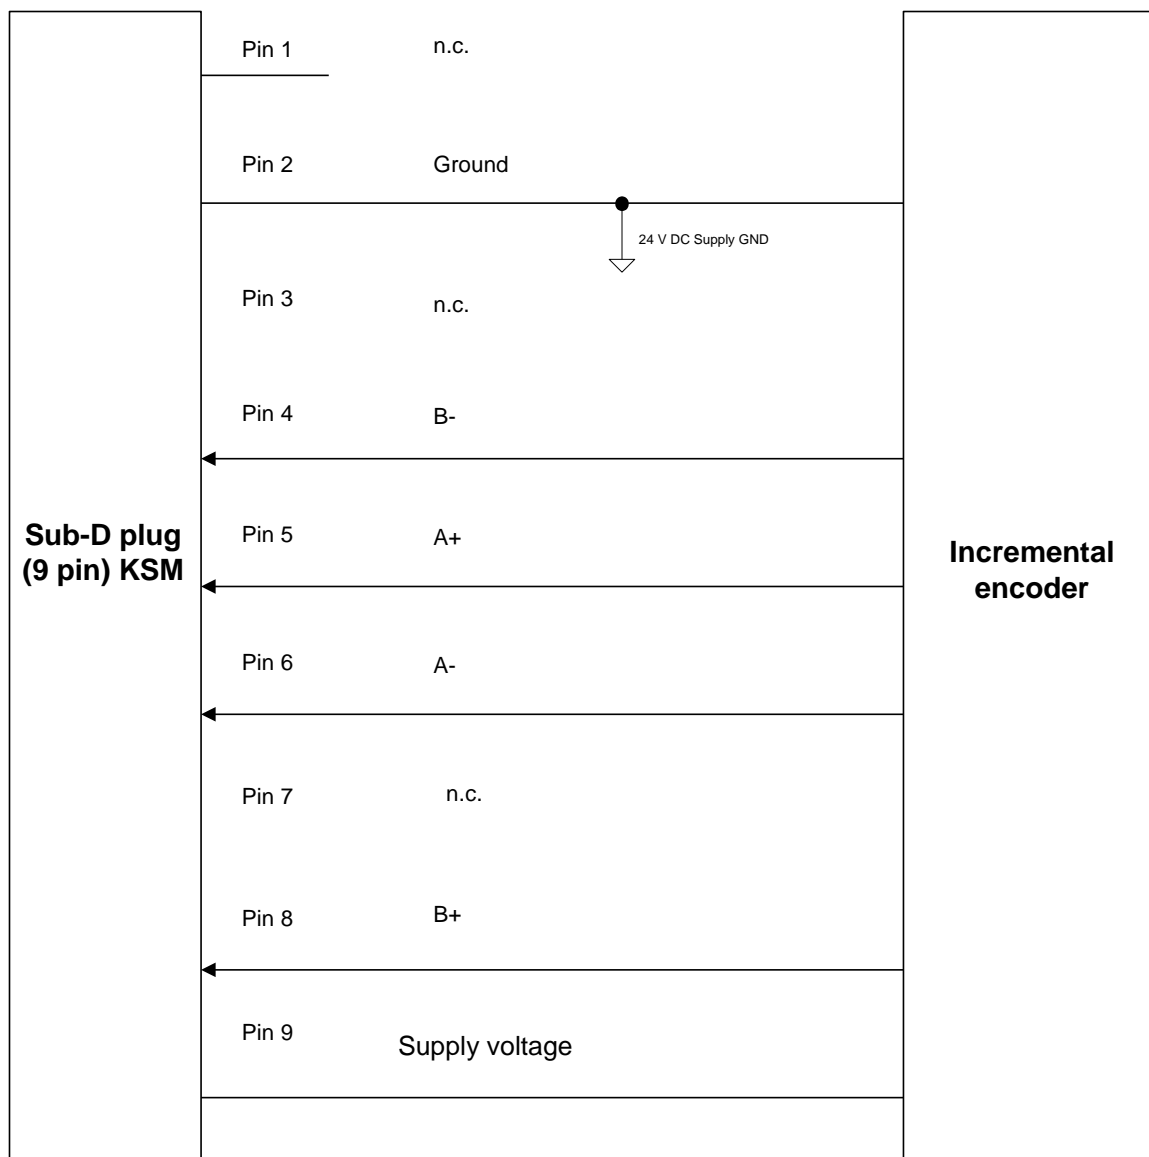 Pin 1 n.c.
Pin 2 Ground
24 V DC Supply GND
Pin 3 n.c.
Pin 4 B-
Sub-D plug
(9 pin) KSM
Pin 5 A+
Incremental
encoder
Pin 6 A-
Pin 7 n.c.
Pin 8 B+
Pin 9 Supply voltage